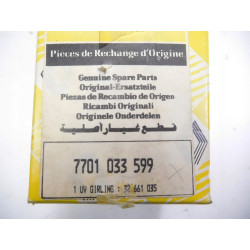 Pieces de Rechange d'Origine
Genuine Spare Parts
Original-Ersatzteile
Piezas de Recambio de Origen
Ricambi Originali
Originele Onderdelen
قطع غيار أصلية
7701 033 599
1 UV GIRLING : 32 661 035